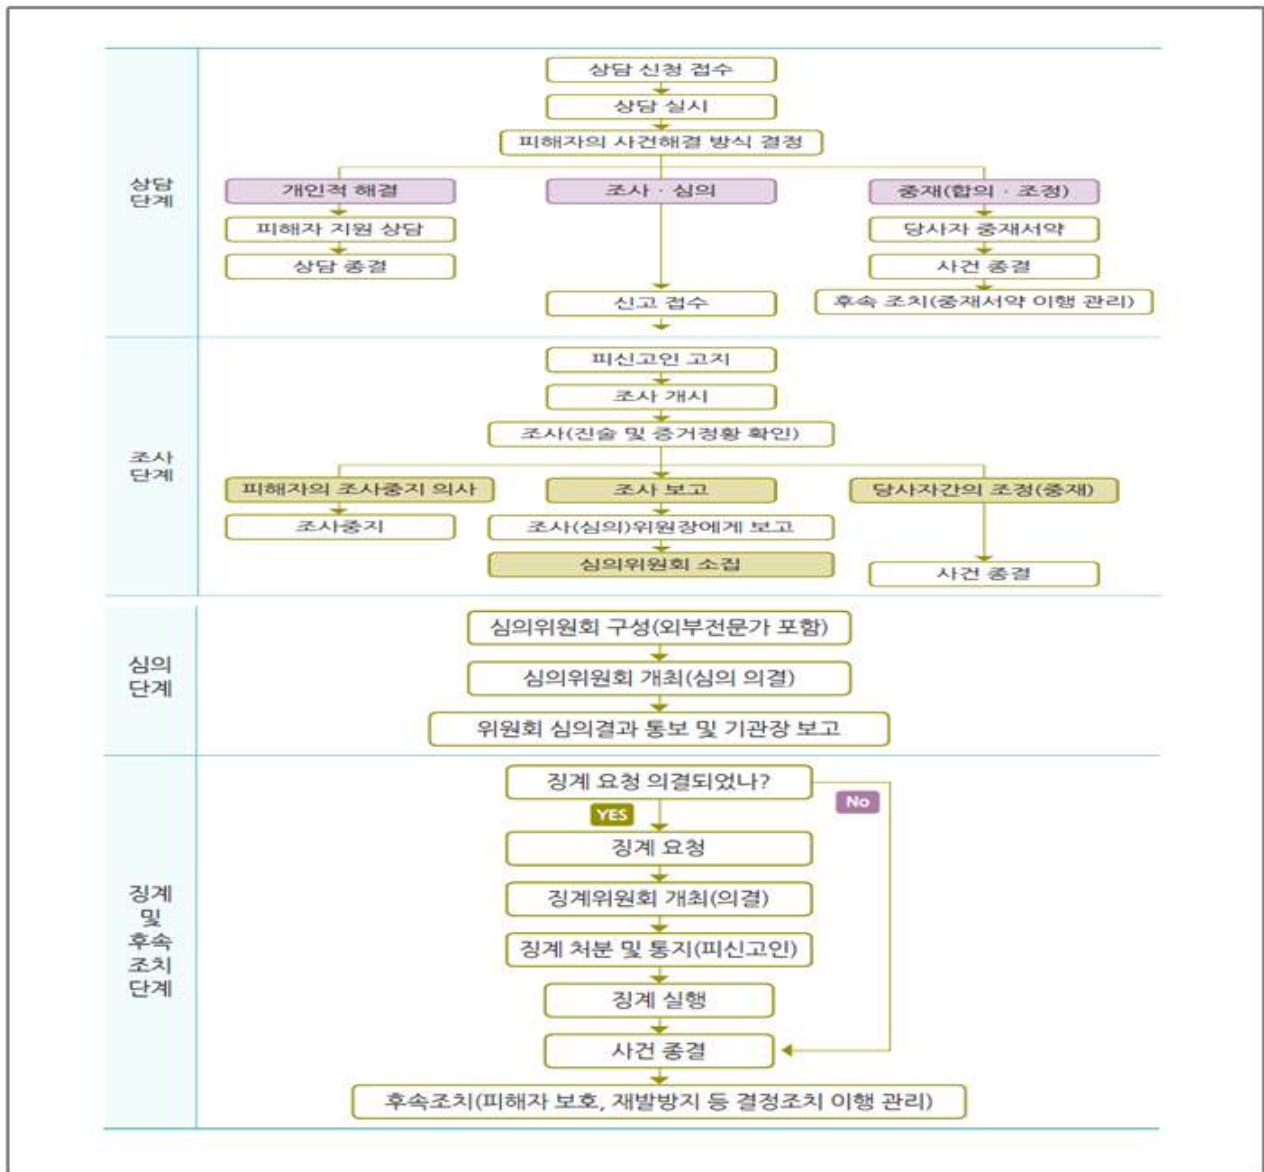 상담
단계
상담 신청 접수
상담 실시
피해자의 사건해결 방식 결정
개인적 해결
조사 · 심의
중재(합의 · 조정)
피해자 지원 상담
당사자 중재서약
상담 종결
사건 종결
신고 접수
후속 조치(중재서약 이행 관리)
조사
단계
피신고인 고지
조사 개시
조사(진술 및 증거정황 확인)
피해자의 조사중지 의사
조사 보고
당사자간의 조정(중재)
조사중지
조사(심의)위원장에게 보고
심의위원회 소집
사건 종결
심의
단계
심의위원회 구성(외부전문가 포함)
심의위원회 개최(심의 의결)
위원회 심의결과 통보 및 기관장 보고
징계
및
후속
조치
단계
징계 요청 의결되었나?
YES
No
징계 요청
징계위원회 개최(의결)
징계 처분 및 통지(피신고인)
징계 실행
사건 종결
후속조치(피해자 보호, 재발방지 등 결정조치 이행 관리)